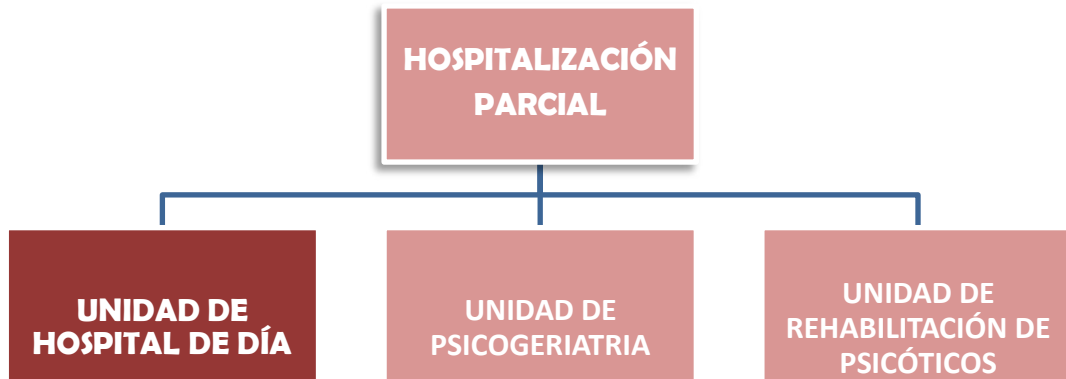 HOSPITALIZACIÓN
PARCIAL
UNIDAD DE
HOSPITAL DE DÍA
UNIDAD DE
PSICOGERIATRIA
UNIDAD DE
REHABILITACIÓN DE
PSICÓTICOS